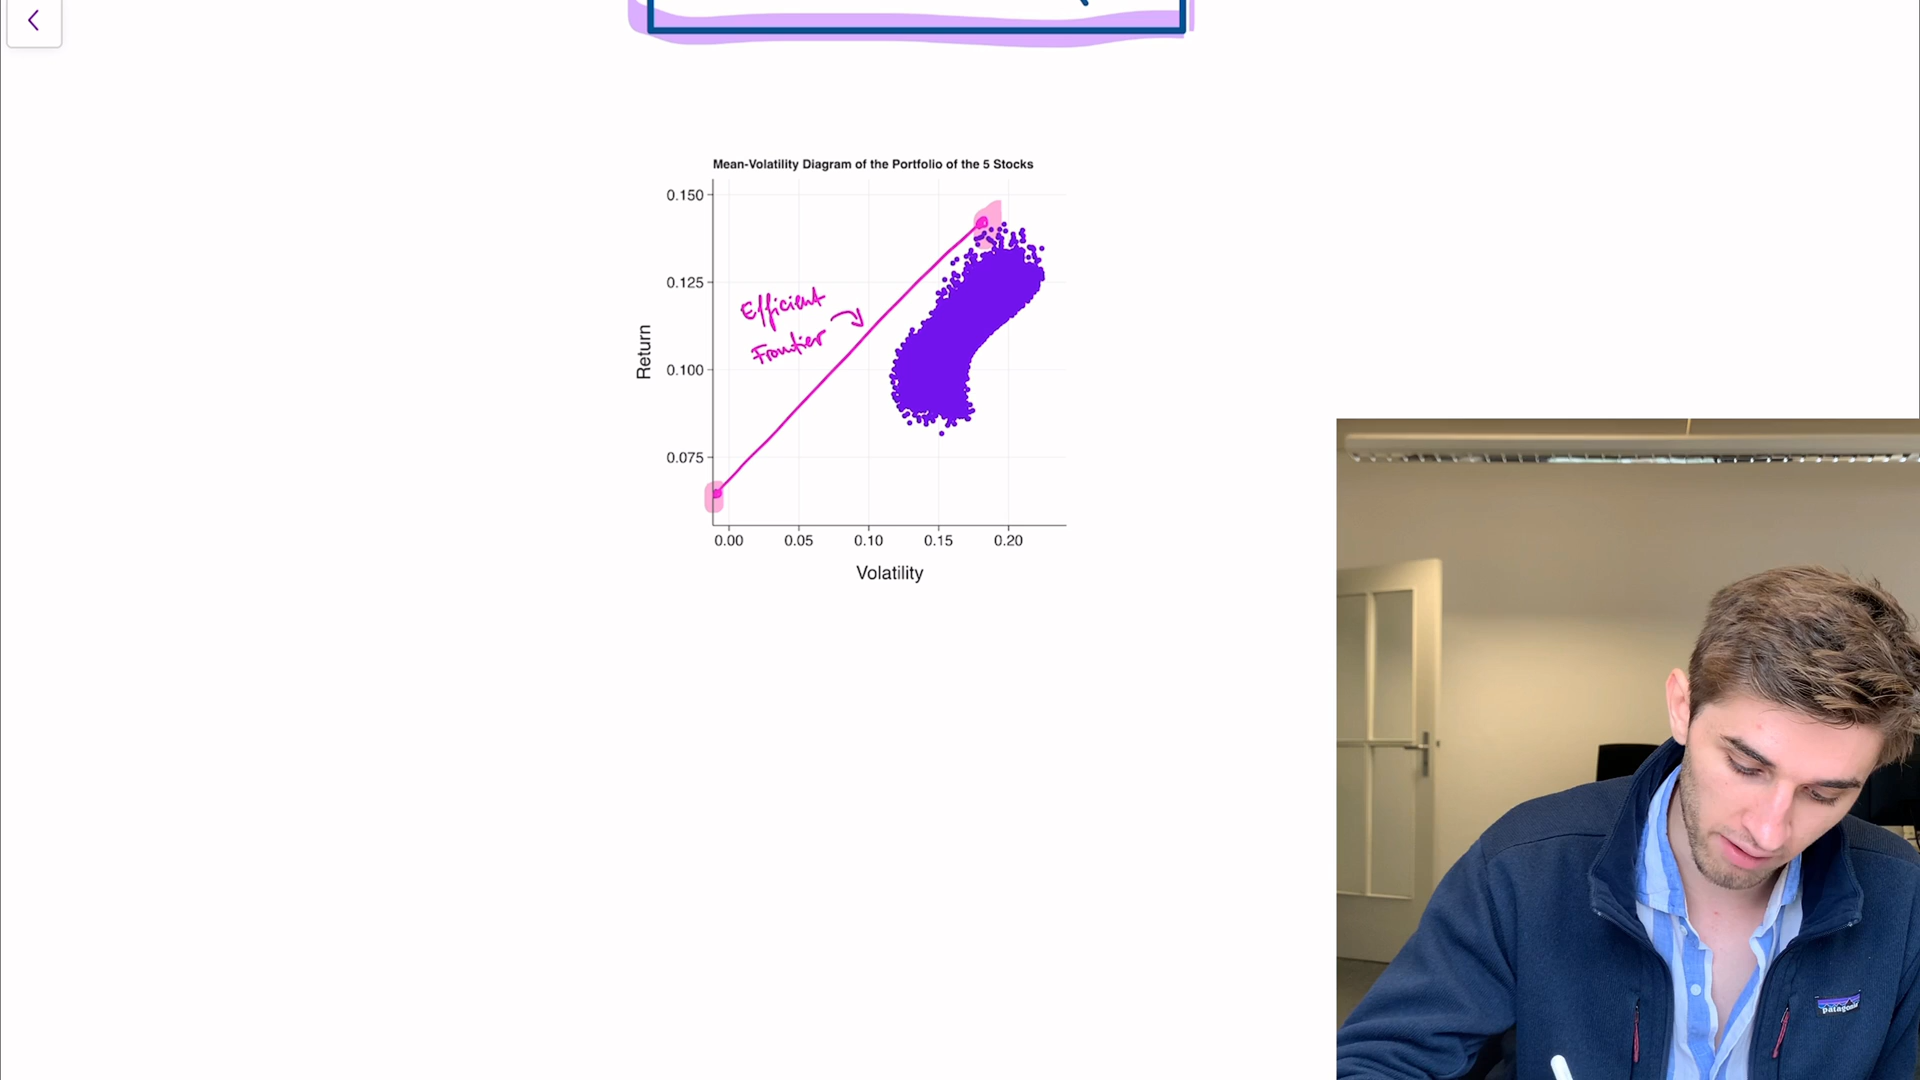 Mean-Volatility Diagram of the Portfolio of the 5 Stocks
0.150
0.125
0.100
0.075
Return
Efficient
Frontier
0.00 0.05 0.10 0.15 0.20
Volatility
patagonia